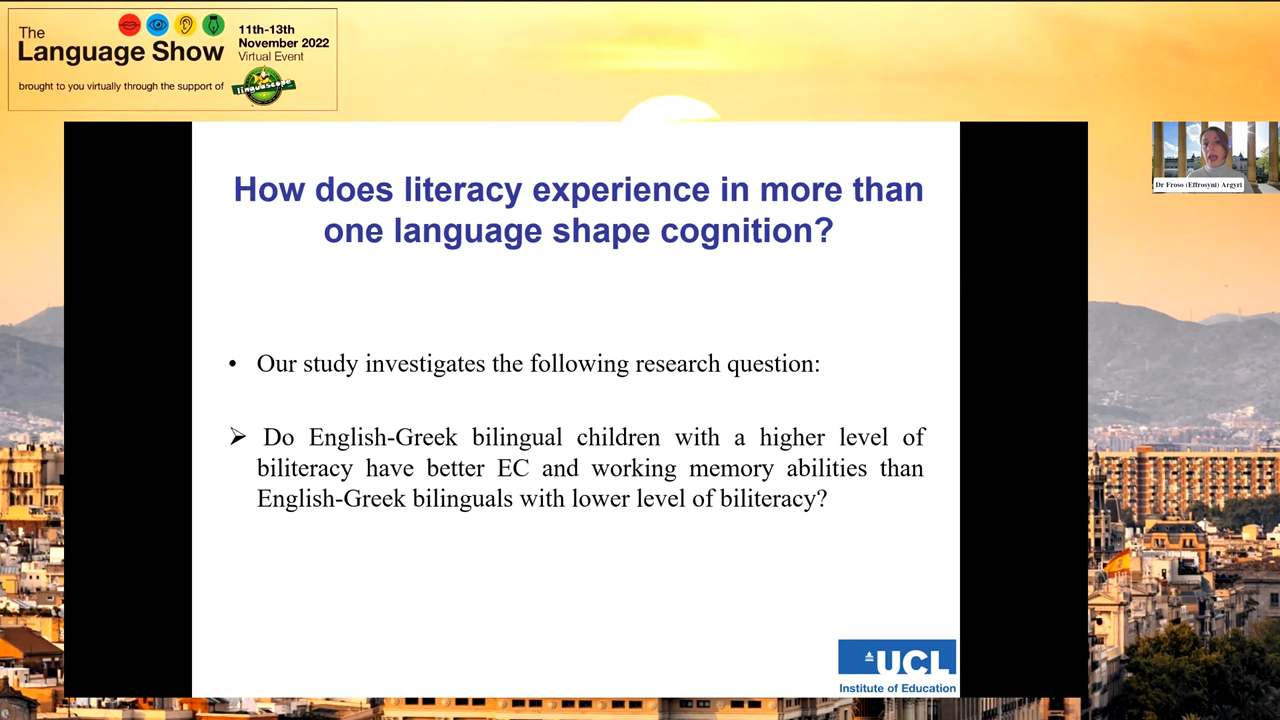 The
Language Show
11th-13th
November 2022
Virtual Event
brought to you virtually through the support of
linguascope
Dr Froso (Effrosyni) Argyri
How does literacy experience in more than
one language shape cognition?
• Our study investigates the following research question:
➢ Do English-Greek bilingual children with a higher level of
biliteracy have better EC and working memory abilities than
English-Greek bilinguals with lower level of biliteracy?
UCL
Institute of Education